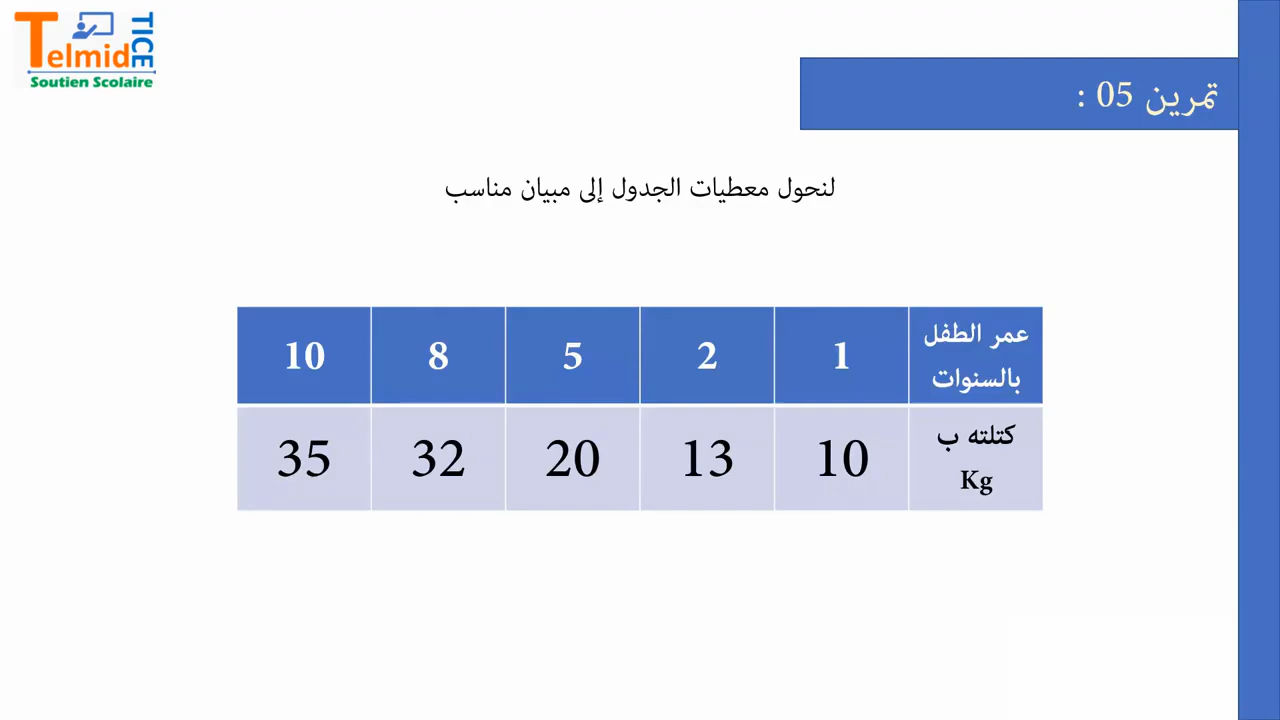 Telmid TICE
Soutien Scolaire
تمرين 05 :
لنحول معطيات الجدول إلى مبيان مناسب
عمر الطفل بالسنوات 1 2 5 8 10
كتلته ب Kg 10 13 20 32 35